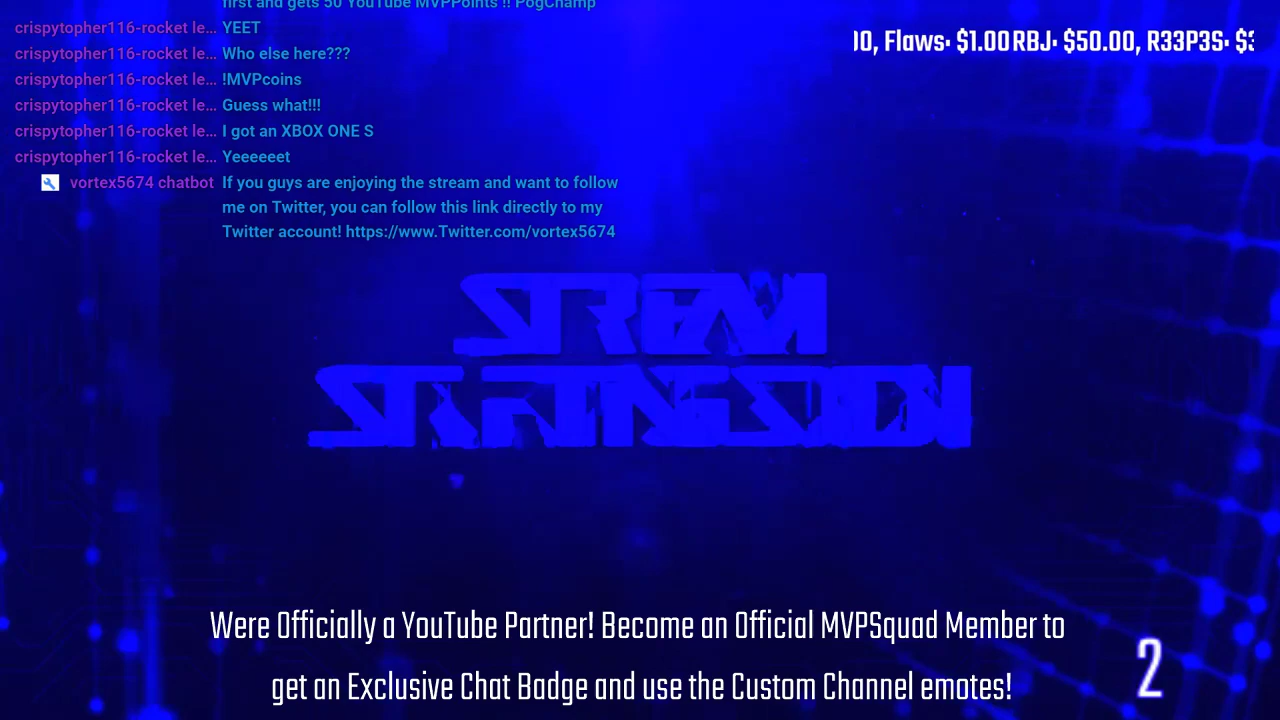 first and gets 50 YouTube MVPPoints !! PogChamp
crispytopher116-rocket le... YEET
crispytopher116-rocket le... Who else here???
crispytopher116-rocket le... !MVPcoins
crispytopher116-rocket le... Guess what!!!
crispytopher116-rocket le... I got an XBOX ONE S
crispytopher116-rocket le... Yeeeeeet
vortex5674 chatbot If you guys are enjoying the stream and want to follow
me on Twitter, you can follow this link directly to my
Twitter account! https://www.Twitter.com/vortex5674
Flaws: $1.00 RBJ: $50.00, R33P3S:
STREAM
STARTING SOON
Were Officially a YouTube Partner! Become an Official MVPSquad Member to
get an Exclusive Chat Badge and use the Custom Channel emotes!
2